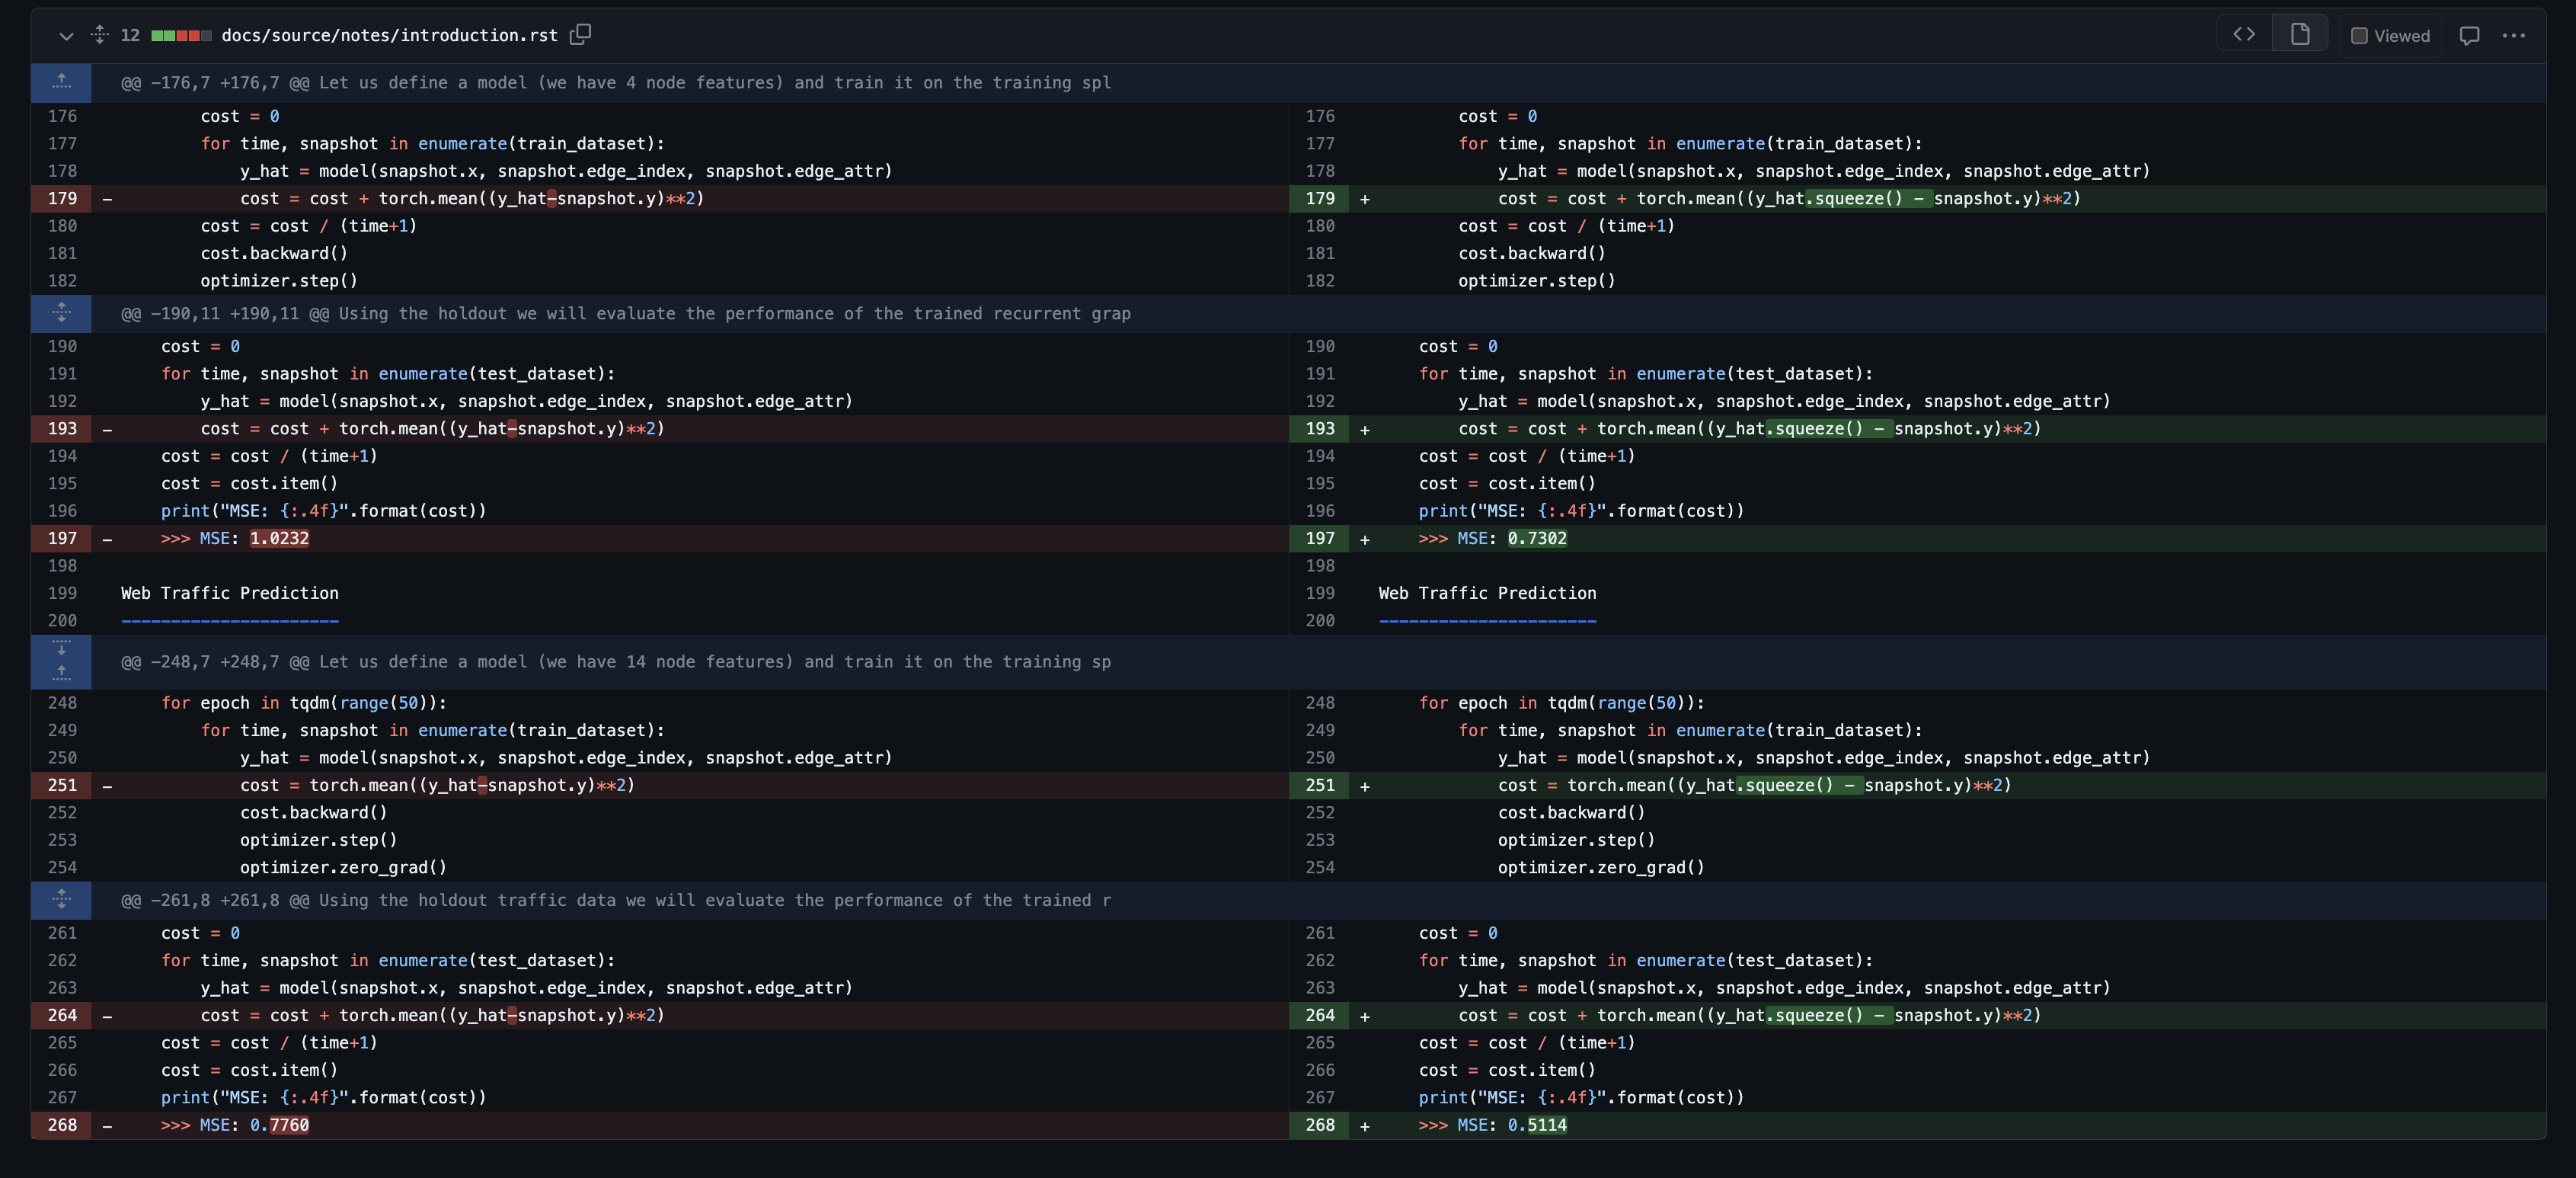 12 docs/source/notes/introduction.rst Viewed
@@ -176,7 +176,7 @@ Let us define a model (we have 4 node features) and train it on the training spl
176 cost = 0 176 cost = 0
177 for time, snapshot in enumerate(train_dataset): 177 for time, snapshot in enumerate(train_dataset):
178 y_hat = model(snapshot.x, snapshot.edge_index, snapshot.edge_attr) 178 y_hat = model(snapshot.x, snapshot.edge_index, snapshot.edge_attr)
179 - cost = cost + torch.mean((y_hat-snapshot.y)**2) 179 + cost = cost + torch.mean((y_hat.squeeze() - snapshot.y)**2)
180 cost = cost / (time+1) 180 cost = cost / (time+1)
181 cost.backward() 181 cost.backward()
182 optimizer.step() 182 optimizer.step()
@@ -190,11 +190,11 @@ Using the holdout we will evaluate the performance of the trained recurrent grap
190 cost = 0 190 cost = 0
191 for time, snapshot in enumerate(test_dataset): 191 for time, snapshot in enumerate(test_dataset):
192 y_hat = model(snapshot.x, snapshot.edge_index, snapshot.edge_attr) 192 y_hat = model(snapshot.x, snapshot.edge_index, snapshot.edge_attr)
193 - cost = cost + torch.mean((y_hat-snapshot.y)**2) 193 + cost = cost + torch.mean((y_hat.squeeze() - snapshot.y)**2)
194 cost = cost / (time+1) 194 cost = cost / (time+1)
195 cost = cost.item() 195 cost = cost.item()
196 print("MSE: {:.4f}".format(cost)) 196 print("MSE: {:.4f}".format(cost))
197 - >>> MSE: 1.0232 197 + >>> MSE: 0.7302
198 198
199 Web Traffic Prediction 199 Web Traffic Prediction
200 ---------------------- 200 ----------------------
@@ -248,7 +248,7 @@ Let us define a model (we have 14 node features) and train it on the training sp
248 for epoch in tqdm(range(50)): 248 for epoch in tqdm(range(50)):
249 for time, snapshot in enumerate(train_dataset): 249 for time, snapshot in enumerate(train_dataset):
250 y_hat = model(snapshot.x, snapshot.edge_index, snapshot.edge_attr) 250 y_hat = model(snapshot.x, snapshot.edge_index, snapshot.edge_attr)
251 - cost = torch.mean((y_hat-snapshot.y)**2) 251 + cost = torch.mean((y_hat.squeeze() - snapshot.y)**2)
252 cost.backward() 252 cost.backward()
253 optimizer.step() 253 optimizer.step()
254 optimizer.zero_grad() 254 optimizer.zero_grad()
@@ -261,8 +261,8 @@ Using the holdout traffic data we will evaluate the performance of the trained r
261 cost = 0 261 cost = 0
262 for time, snapshot in enumerate(test_dataset): 262 for time, snapshot in enumerate(test_dataset):
263 y_hat = model(snapshot.x, snapshot.edge_index, snapshot.edge_attr) 263 y_hat = model(snapshot.x, snapshot.edge_index, snapshot.edge_attr)
264 - cost = cost + torch.mean((y_hat-snapshot.y)**2) 264 + cost = cost + torch.mean((y_hat.squeeze() - snapshot.y)**2)
265 cost = cost / (time+1) 265 cost = cost / (time+1)
266 cost = cost.item() 266 cost = cost.item()
267 print("MSE: {:.4f}".format(cost)) 267 print("MSE: {:.4f}".format(cost))
268 - >>> MSE: 0.7760 268 + >>> MSE: 0.5114